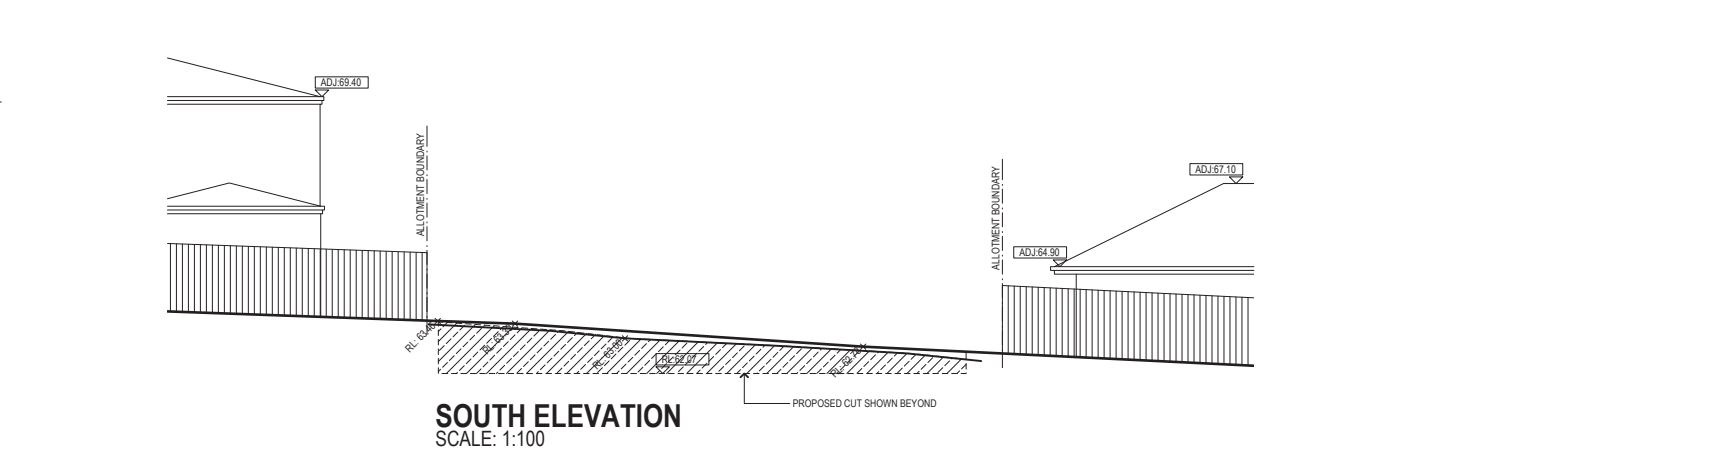 ADJ:69.40
ALLOTMENT BOUNDARY
ALLOTMENT BOUNDARY
ADJ:67.10
ADJ:64.90
RL:62.07
PROPOSED CUT SHOWN BEYOND
SOUTH ELEVATION
SCALE: 1:100